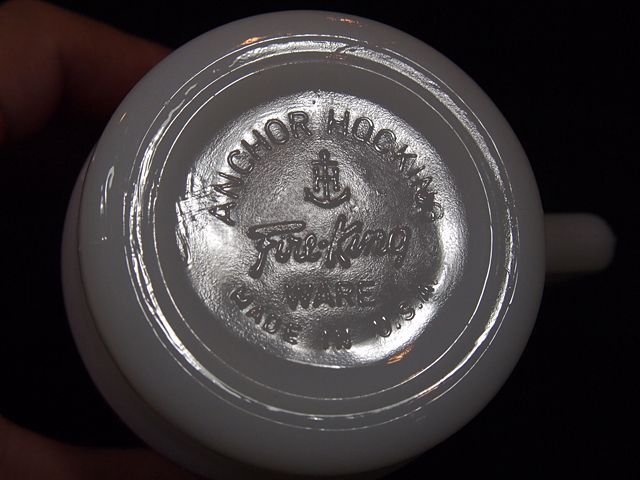 ANCHOR HOCKING
Fire-King
WARE
MADE IN U.S.A.